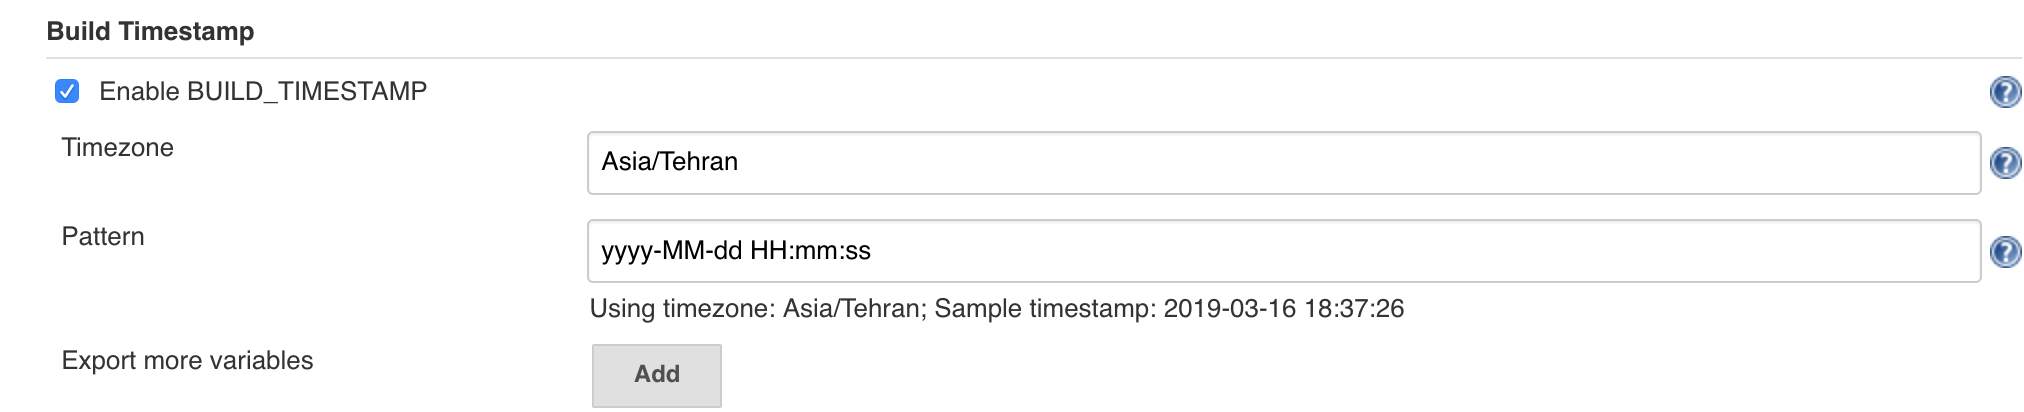 Build Timestamp
Enable BUILD_TIMESTAMP
?
Timezone
Asia/Tehran
?
Pattern
yyyy-MM-dd HH:mm:ss
?
Using timezone: Asia/Tehran; Sample timestamp: 2019-03-16 18:37:26
Export more variables
Add